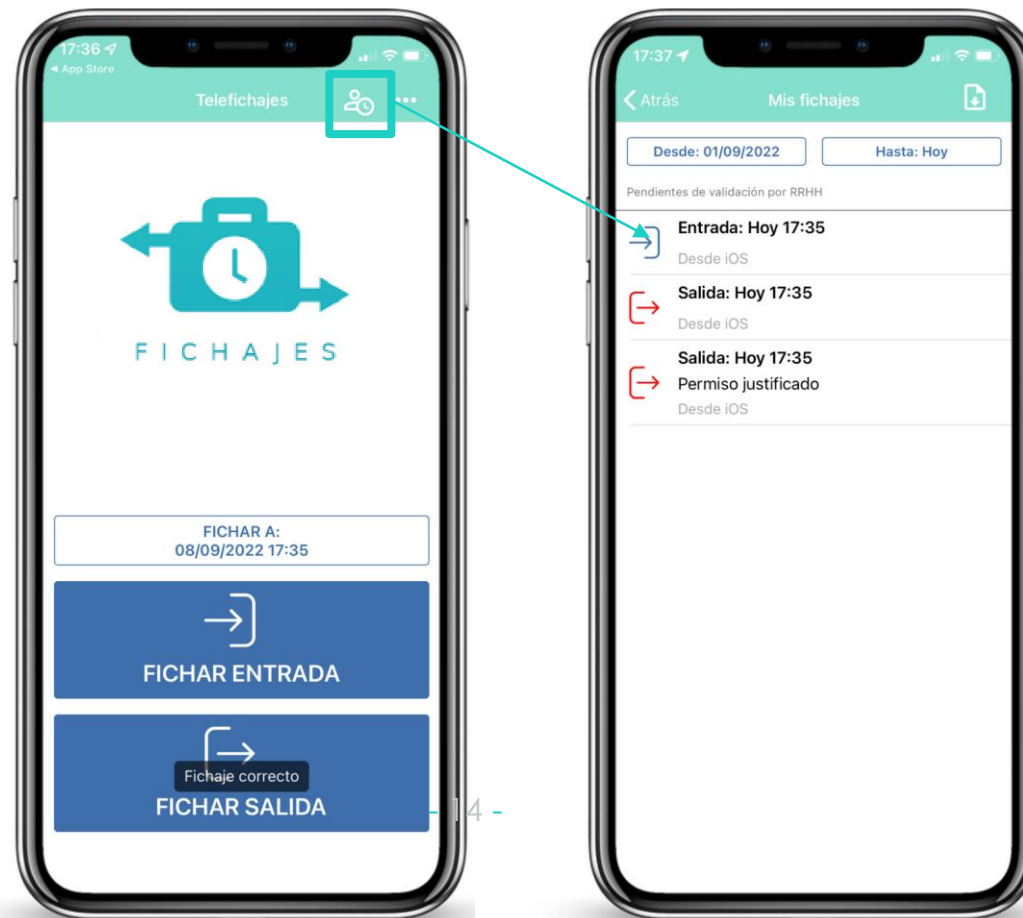 17:36
App Store
Telefichajes
FICHAJES
FICHAR A:
08/09/2022 17:35
FICHAR ENTRADA
Fichaje correcto
FICHAR SALIDA
- 14 -
17:37
Atrás
Mis fichajes
Desde: 01/09/2022
Hasta: Hoy
Pendientes de validación por RRHH
Entrada: Hoy 17:35
Desde iOS
Salida: Hoy 17:35
Desde iOS
Salida: Hoy 17:35
Permiso justificado
Desde iOS